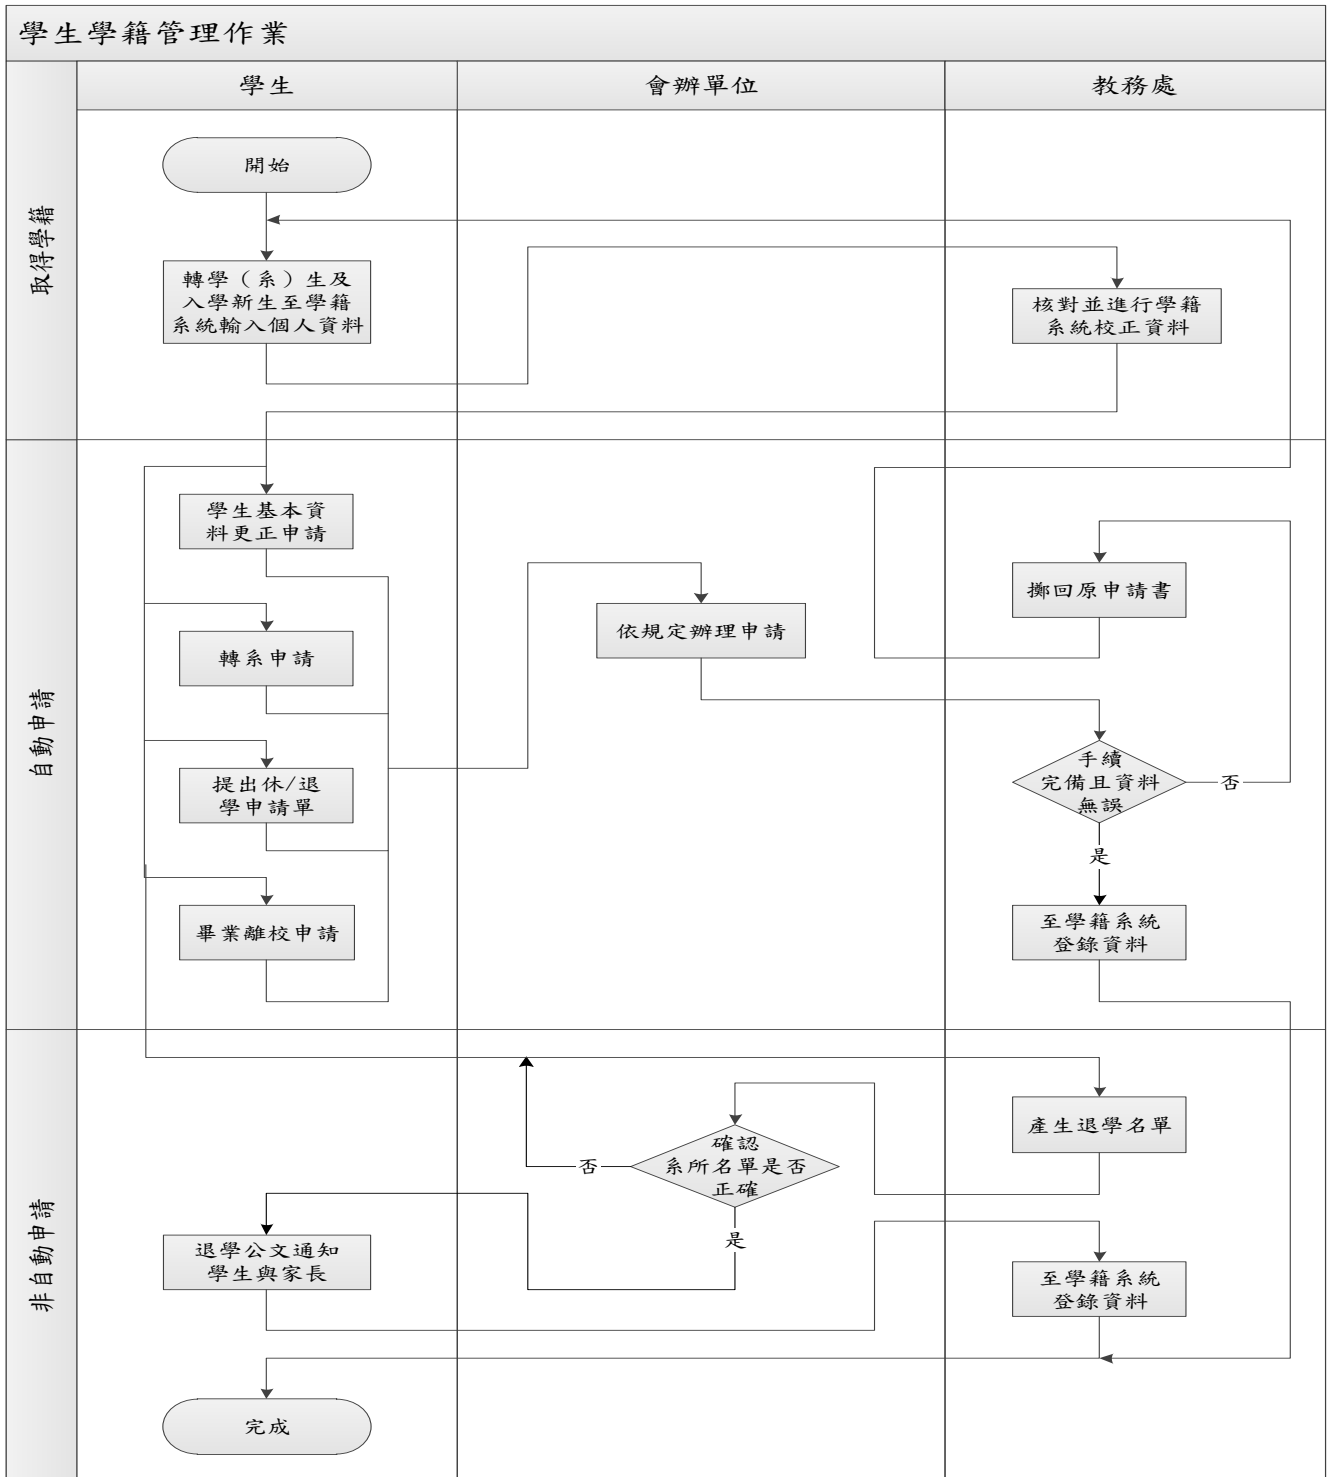 學生學籍管理作業
學生
會辦單位
教務處
取得學籍
開始
轉學（系）生及
入學新生至學籍
系統輸入個人資料
核對並進行學籍
系統校正資料
自動申請
學生基本資
料更正申請
轉系申請
提出休/退
學申請單
畢業離校申請
依規定辦理申請
擲回原申請書
手續
完備且資料
無誤
否
是
至學籍系統
登錄資料
非自動申請
產生退學名單
確認
系所名單是否
正確
否
是
退學公文通知
學生與家長
至學籍系統
登錄資料
完成